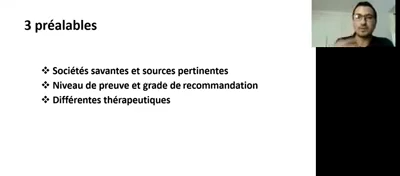 3 préalables
❖ Sociétés savantes et sources pertinentes
❖ Niveau de preuve et grade de recommandation
❖ Différentes thérapeutiques